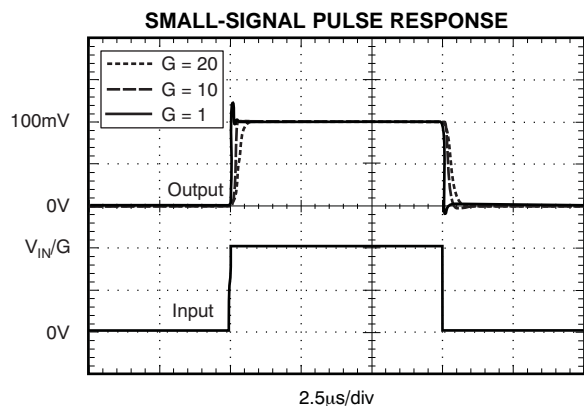 SMALL-SIGNAL PULSE RESPONSE
G = 20
G = 10
G = 1
100mV
Output
0V
V_IN/G
Input
0V
2.5μs/div